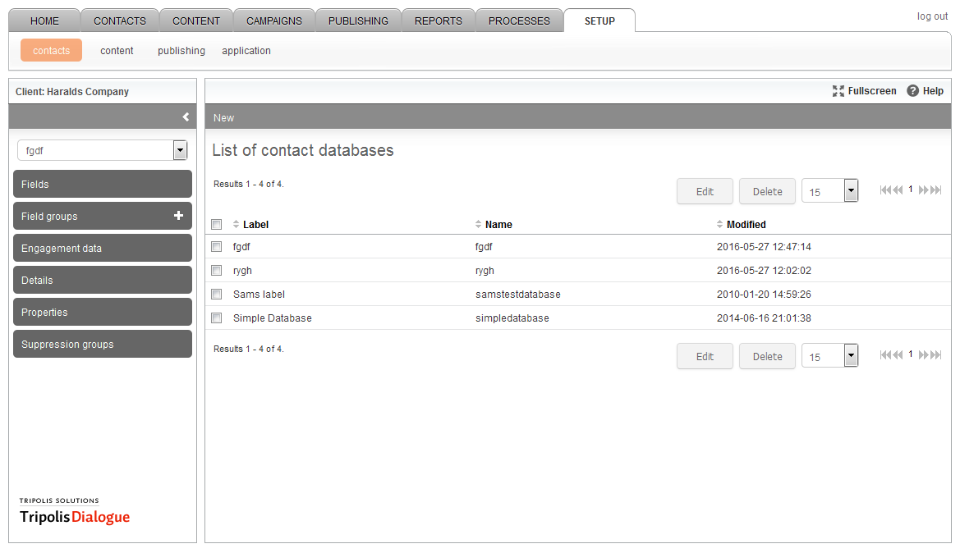 HOME CONTACTS CONTENT CAMPAIGNS PUBLISHING REPORTS PROCESSES SETUP log out
contacts content publishing application
Client: Haralds Company
Fullscreen ? Help
New
fgdf
Fields
Field groups +
Engagement data
Details
Properties
Suppression groups
TRIPOLIS SOLUTIONS
TripolisDialogue
List of contact databases
Results 1 - 4 of 4.
Edit Delete 15 1
Label Name Modified
fgdf fgdf 2016-05-27 12:47:14
rygh rygh 2016-05-27 12:02:02
Sams label samstestdatabase 2010-01-20 14:59:26
Simple Database simpledatabase 2014-06-16 21:01:38
Results 1 - 4 of 4.
Edit Delete 15 1